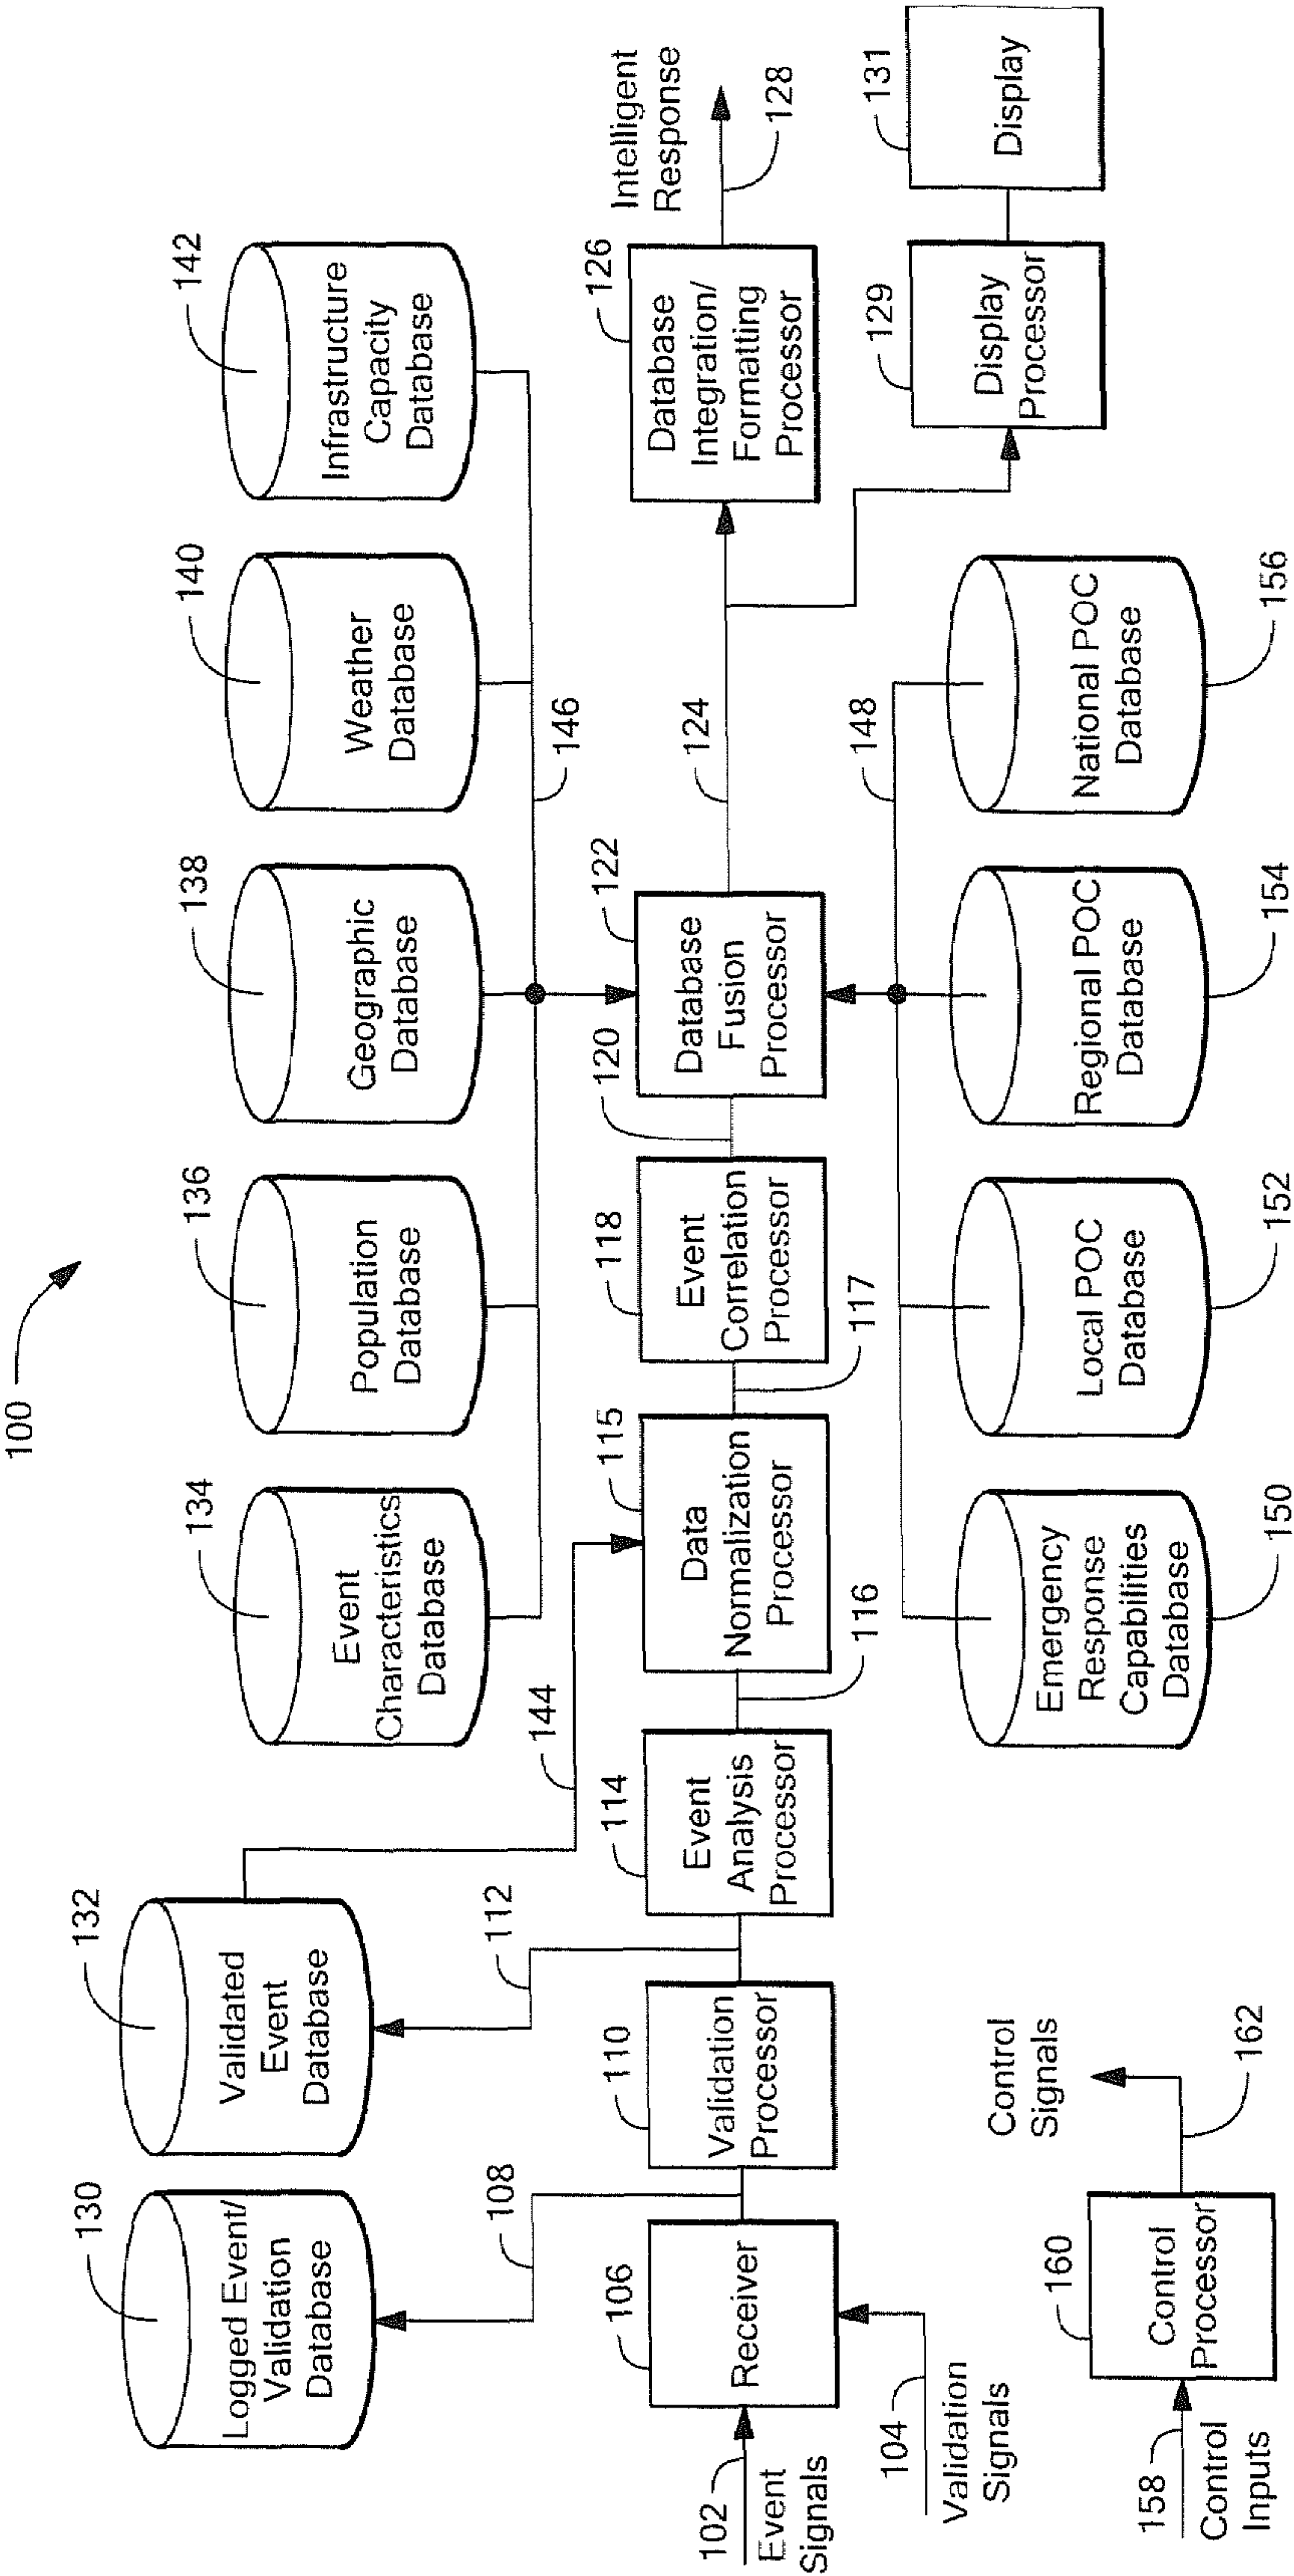 100
130
Logged Event/
Validation
Database
132
Validated
Event
Database
134
Event
Characteristics
Database
136
Population
Database
138
Geographic
Database
140
Weather
Database
142
Infrastructure
Capacity
Database
108
112
144
146
102
Event
Signals
104
Validation
Signals
106
Receiver
110
Validation
Processor
114
Event
Analysis
Processor
116
115
Data
Normalization
Processor
117
118
Event
Correlation
Processor
120
122
Database
Fusion
Processor
124
126
Database
Integration/
Formatting
Processor
Intelligent
Response
128
129
Display
Processor
131
Display
148
150
Emergency
Response
Capabilities
Database
152
Local POC
Database
154
Regional POC
Database
156
National POC
Database
158
Control
Inputs
160
Control
Processor
162
Control
Signals